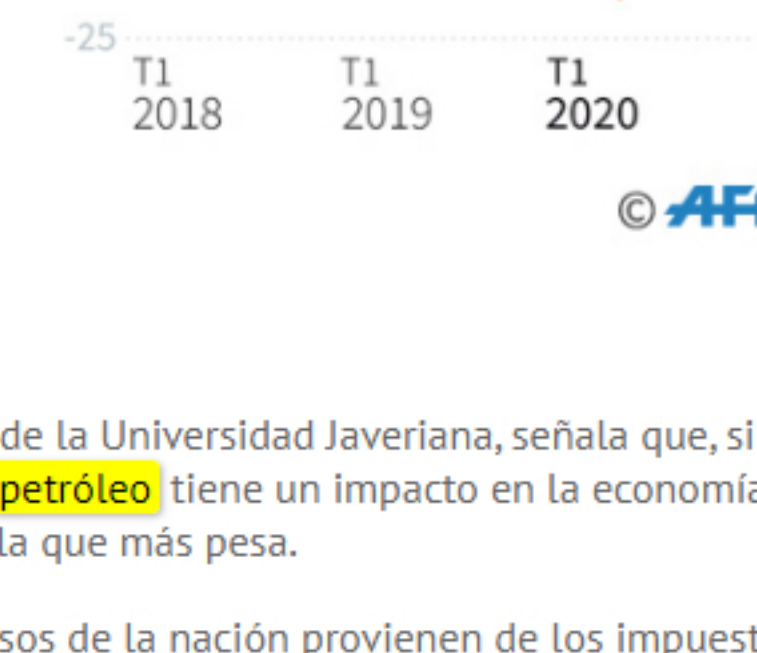 -25
T1 T1 T1
2018 2019 2020
©
de la Universidad Javeriana, señala que, si
petróleo tiene un impacto en la economía
la que más pesa.
sos de la nación provienen de los impuest